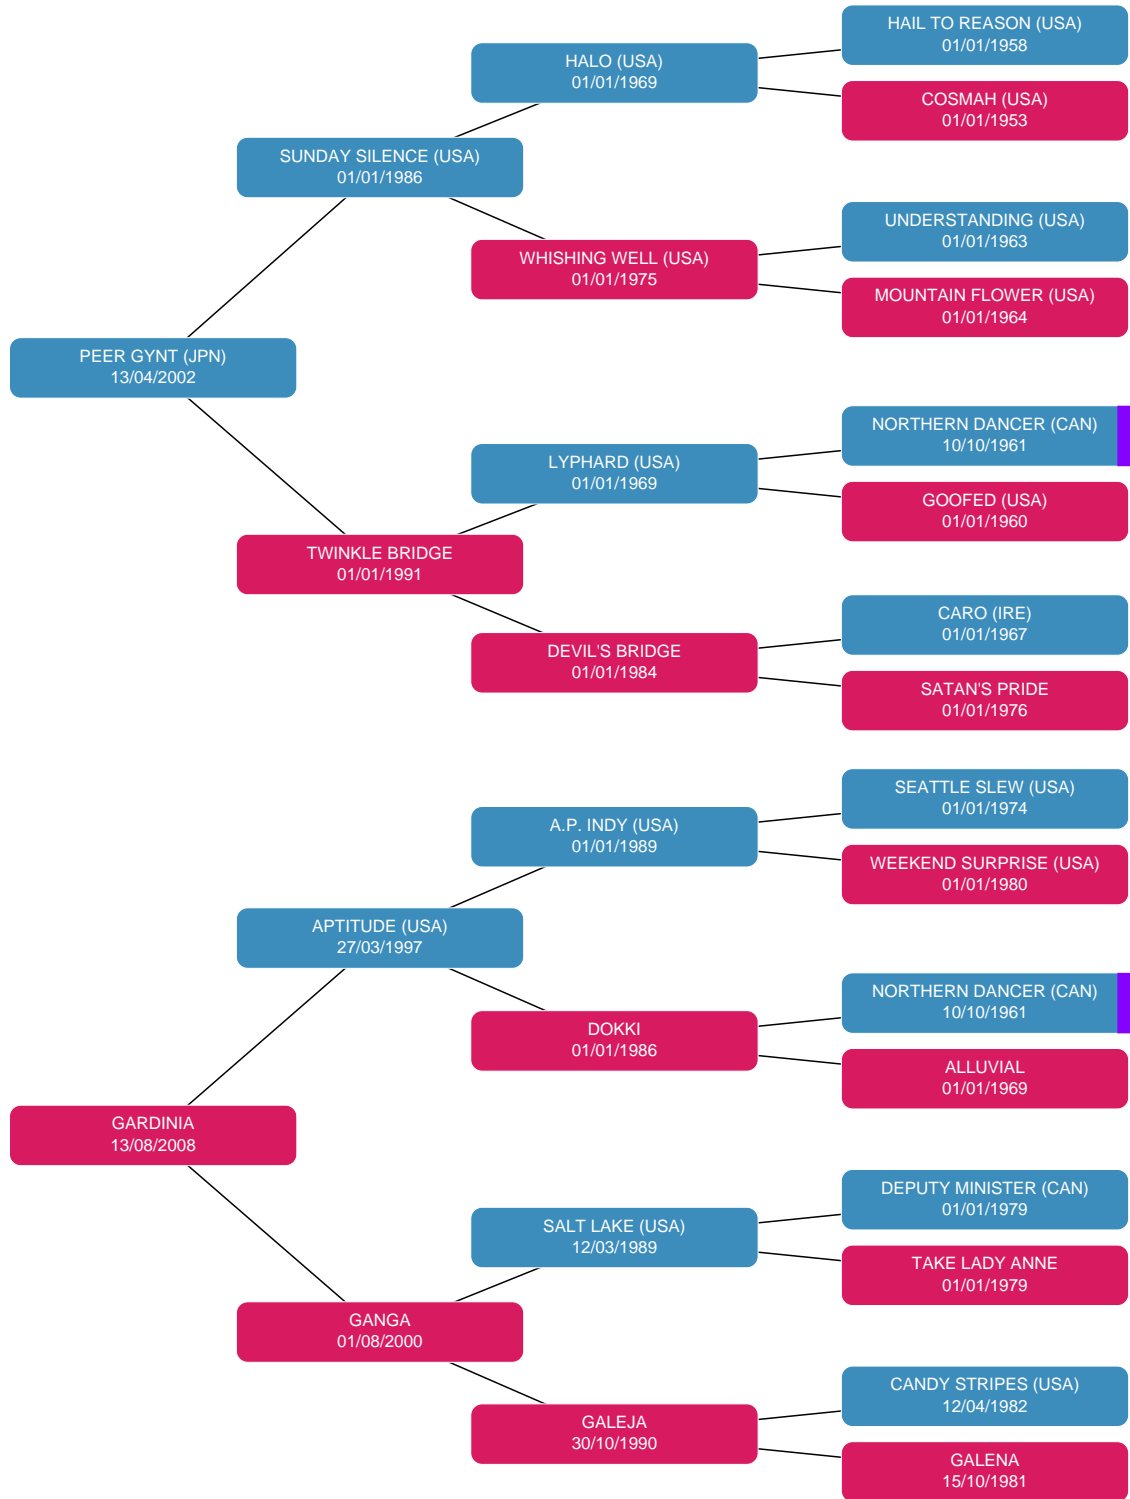 HAIL TO REASON (USA)
01/01/1958
HALO (USA)
01/01/1969
COSMAH (USA)
01/01/1953
SUNDAY SILENCE (USA)
01/01/1986
UNDERSTANDING (USA)
01/01/1963
WHISHING WELL (USA)
01/01/1975
MOUNTAIN FLOWER (USA)
01/01/1964
PEER GYNT (JPN)
13/04/2002
NORTHERN DANCER (CAN)
10/10/1961
LYPHARD (USA)
01/01/1969
GOOFED (USA)
01/01/1960
TWINKLE BRIDGE
01/01/1991
CARO (IRE)
01/01/1967
DEVIL'S BRIDGE
01/01/1984
SATAN'S PRIDE
01/01/1976
SEATTLE SLEW (USA)
01/01/1974
A.P. INDY (USA)
01/01/1989
WEEKEND SURPRISE (USA)
01/01/1980
APTITUDE (USA)
27/03/1997
NORTHERN DANCER (CAN)
10/10/1961
DOKKI
01/01/1986
ALLUVIAL
01/01/1969
GARDINIA
13/08/2008
DEPUTY MINISTER (CAN)
01/01/1979
SALT LAKE (USA)
12/03/1989
TAKE LADY ANNE
01/01/1979
GANGA
01/08/2000
CANDY STRIPES (USA)
12/04/1982
GALEJA
30/10/1990
GALENA
15/10/1981